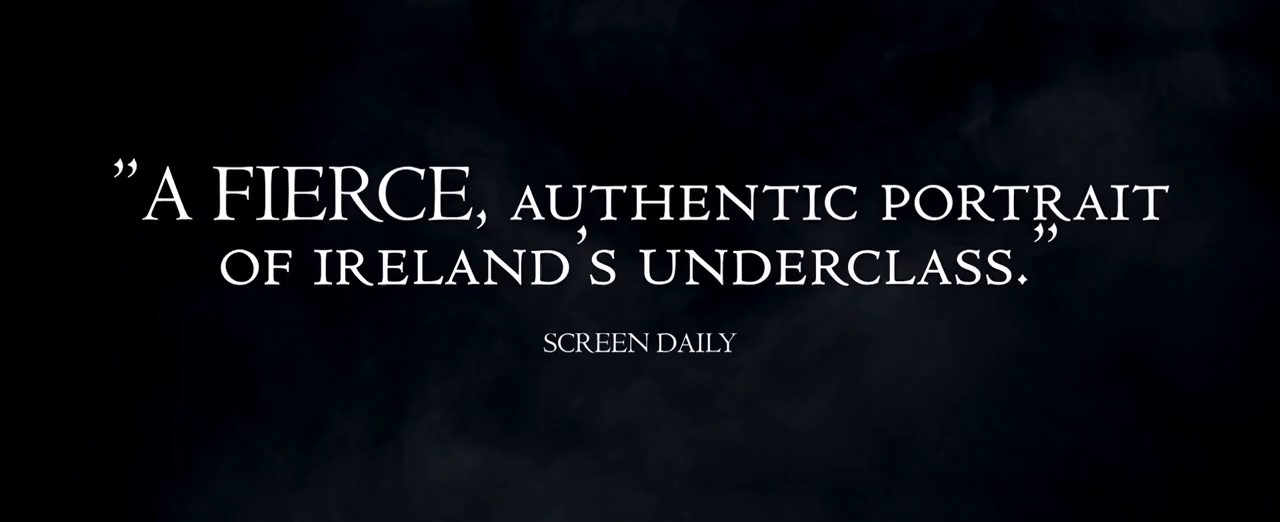 ”A FIERCE, AUTHENTIC PORTRAIT
OF IRELAND’S UNDERCLASS.”
SCREEN DAILY